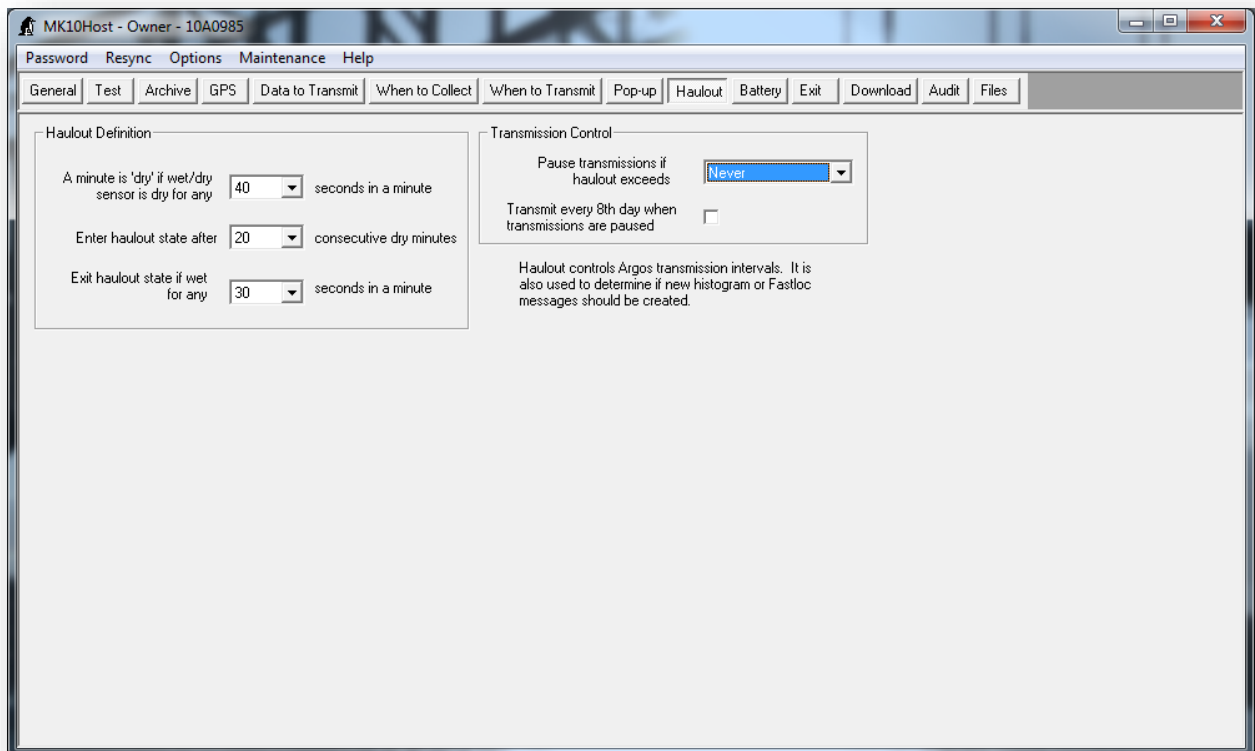 MK10Host - Owner - 10A0985
Password Resync Options Maintenance Help
General Test Archive GPS Data to Transmit When to Collect When to Transmit Pop-up Haulout Battery Exit Download Audit Files
Haulout Definition
A minute is 'dry' if wet/dry
sensor is dry for any
40 seconds in a minute
Enter haulout state after 20 consecutive dry minutes
Exit haulout state if wet
for any
30 seconds in a minute
Transmission Control
Pause transmissions if
haulout exceeds
Never
Transmit every 8th day when
transmissions are paused
Haulout controls Argos transmission intervals. It is
also used to determine if new histogram or Fastloc
messages should be created.